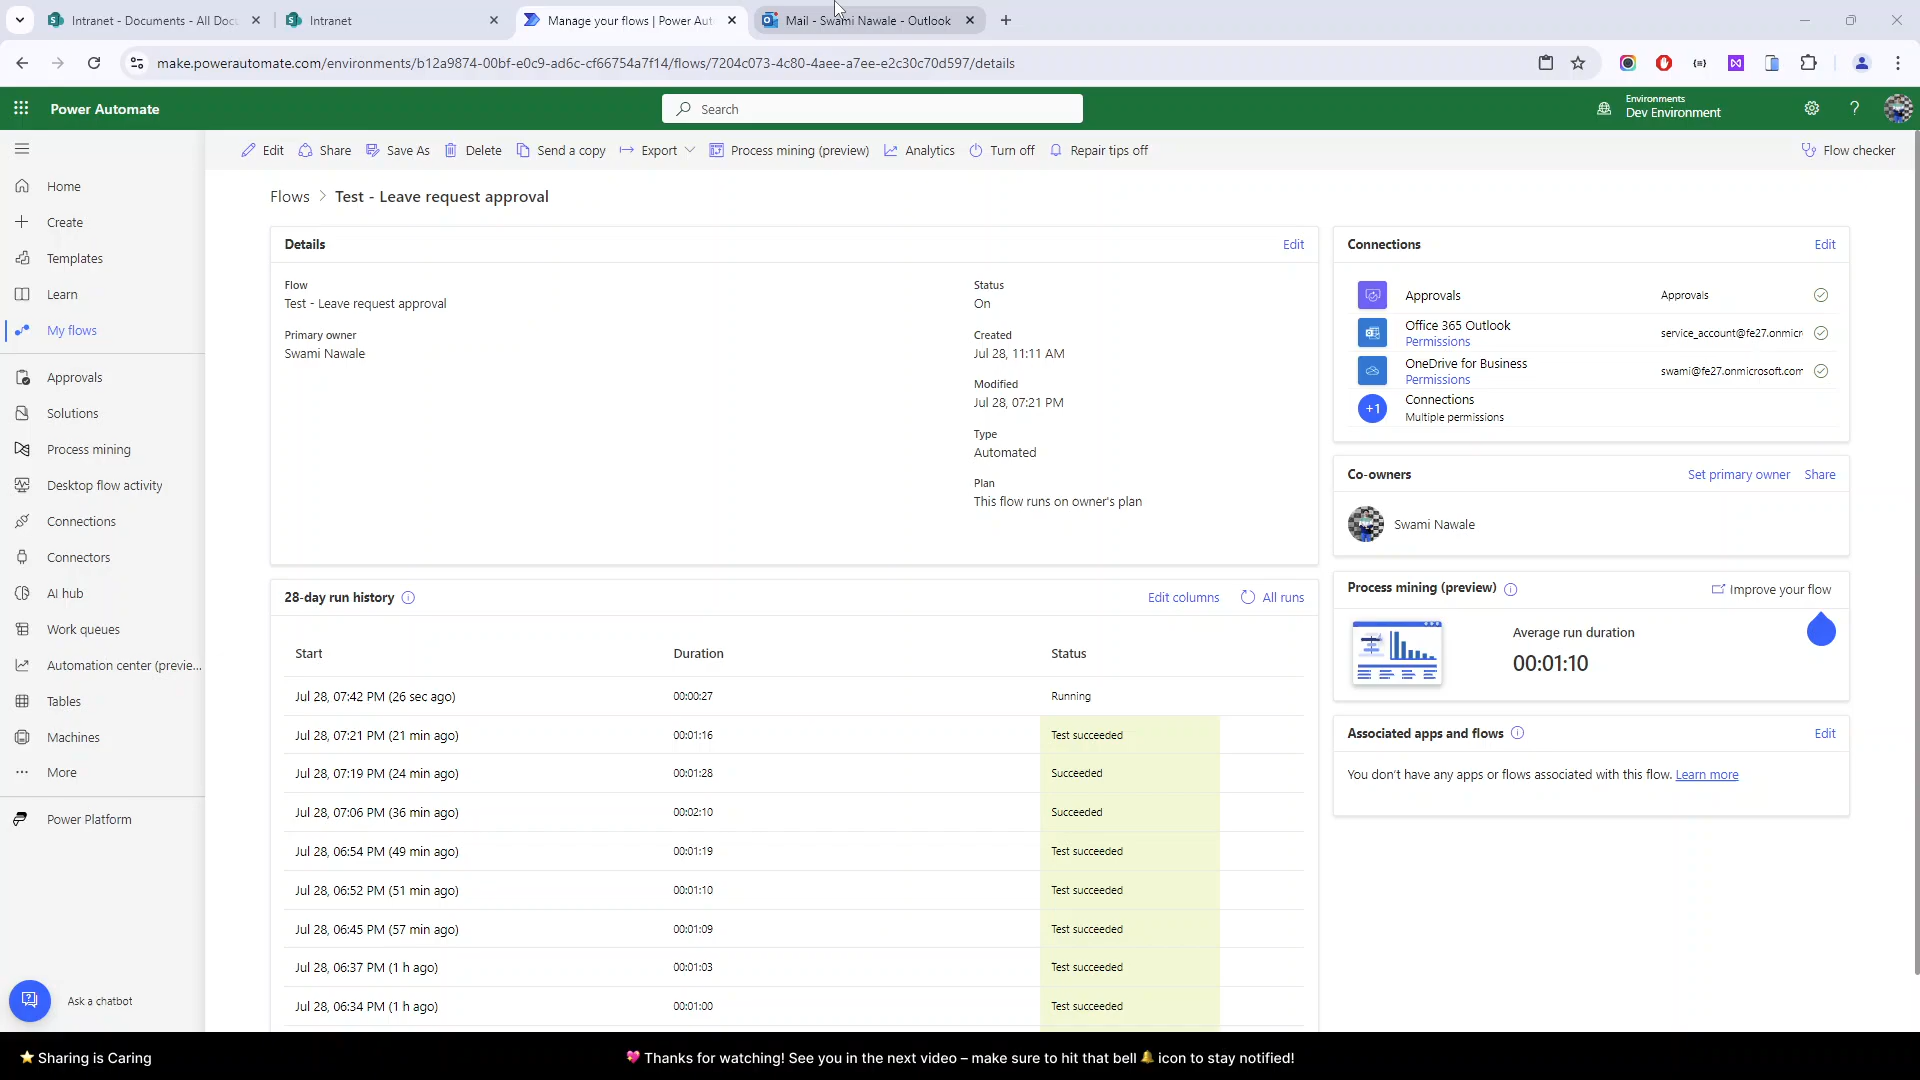 Intranet - Documents - All Docu
Intranet
Manage your flows | Power Aut
Mail - Swami Nawale - Outlook
make.powerautomate.com/environments/b12a9874-00bf-e0c9-ad6c-cf66754a7f14/flows/7204c073-4c80-4aee-a7ee-e2c30c70d597/details
Power Automate
Search
Environments
Dev Environment
Edit
Share
Save As
Delete
Send a copy
Export
Process mining (preview)
Analytics
Turn off
Repair tips off
Flow checker
Home
Create
Templates
Learn
My flows
Approvals
Solutions
Process mining
Desktop flow activity
Connections
Connectors
AI hub
Work queues
Automation center (previe...
Tables
Machines
More
Power Platform
Ask a chatbot
Flows > Test - Leave request approval
Details
Edit
Flow
Test - Leave request approval
Primary owner
Swami Nawale
Status
On
Created
Jul 28, 11:11 AM
Modified
Jul 28, 07:21 PM
Type
Automated
Plan
This flow runs on owner's plan
28-day run history
Edit columns
All runs
Start Duration Status
Jul 28, 07:42 PM (26 sec ago) 00:00:27 Running
Jul 28, 07:21 PM (21 min ago) 00:01:16 Test succeeded
Jul 28, 07:19 PM (24 min ago) 00:01:28 Succeeded
Jul 28, 07:06 PM (36 min ago) 00:02:10 Succeeded
Jul 28, 06:54 PM (49 min ago) 00:01:19 Test succeeded
Jul 28, 06:52 PM (51 min ago) 00:01:10 Test succeeded
Jul 28, 06:45 PM (57 min ago) 00:01:09 Test succeeded
Jul 28, 06:37 PM (1 h ago) 00:01:03 Test succeeded
Jul 28, 06:34 PM (1 h ago) 00:01:00 Test succeeded
Connections
Edit
Approvals Approvals
Office 365 Outlook
Permissions
service_account@fe27.onmicr
OneDrive for Business
Permissions
swami@fe27.onmicrosoft.com
+1
Connections
Multiple permissions
Co-owners
Set primary owner
Share
Swami Nawale
Process mining (preview)
Improve your flow
Average run duration
00:01:10
Associated apps and flows
Edit
You don't have any apps or flows associated with this flow. Learn more
⭐ Sharing is Caring
💖 Thanks for watching! See you in the next video – make sure to hit that bell 🔔 icon to stay notified!